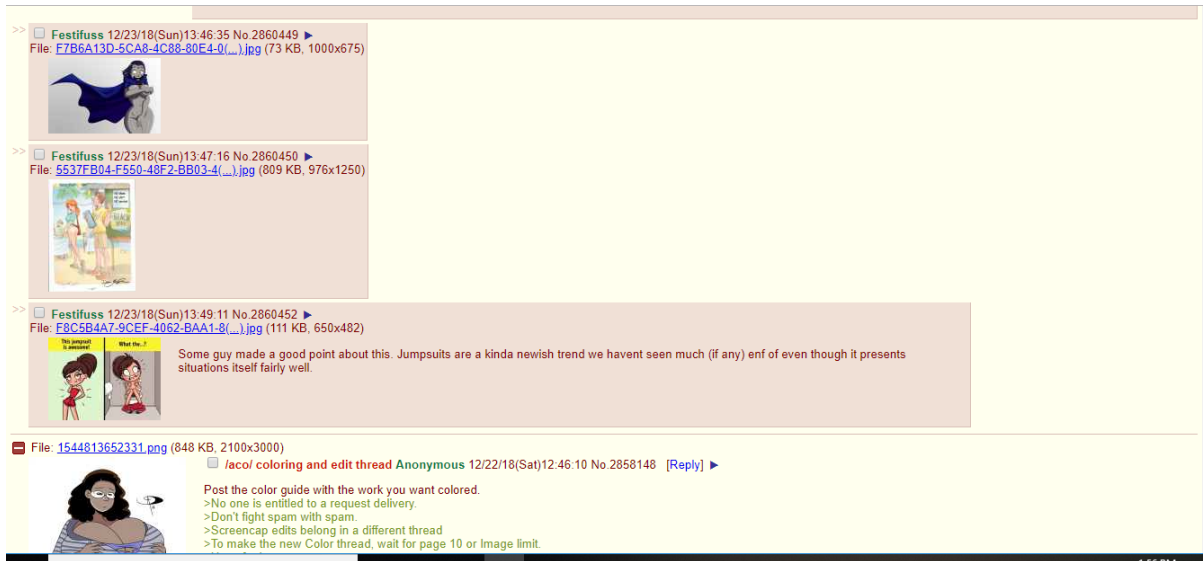 >> Festifuss 12/23/18(Sun)13:46:35 No.2860449 ▶
File: F7B6A13D-5CA8-4C88-80E4-0(...).jpg (73 KB, 1000x675)
>> Festifuss 12/23/18(Sun)13:47:16 No.2860450 ▶
File: 5537FB04-F550-48F2-BB03-4(...).jpg (809 KB, 976x1250)
>> Festifuss 12/23/18(Sun)13:49:11 No.2860452 ▶
File: F8C5B4A7-9CEF-4062-BAA1-8(...).jpg (111 KB, 650x482)
This jumpsuit
is awesome!
What the..?
Some guy made a good point about this. Jumpsuits are a kinda newish trend we havent seen much (if any) enf of even though it presents
situations itself fairly well.
File: 1544813652331.png (848 KB, 2100x3000)
/aco/ coloring and edit thread Anonymous 12/22/18(Sat)12:46:10 No.2858148 [Reply] ▶
Post the color guide with the work you want colored.
>No one is entitled to a request delivery.
>Don't fight spam with spam.
>Screencap edits belong in a different thread
>To make the new Color thread, wait for page 10 or Image limit.